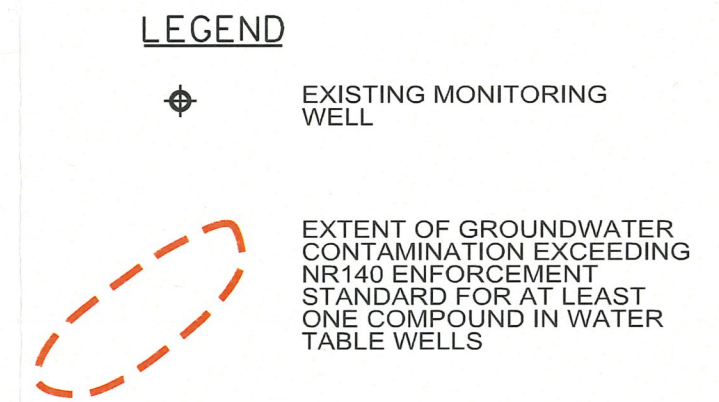 LEGEND
EXISTING MONITORING
WELL
EXTENT OF GROUNDWATER
CONTAMINATION EXCEEDING
NR140 ENFORCEMENT
STANDARD FOR AT LEAST
ONE COMPOUND IN WATER
TABLE WELLS